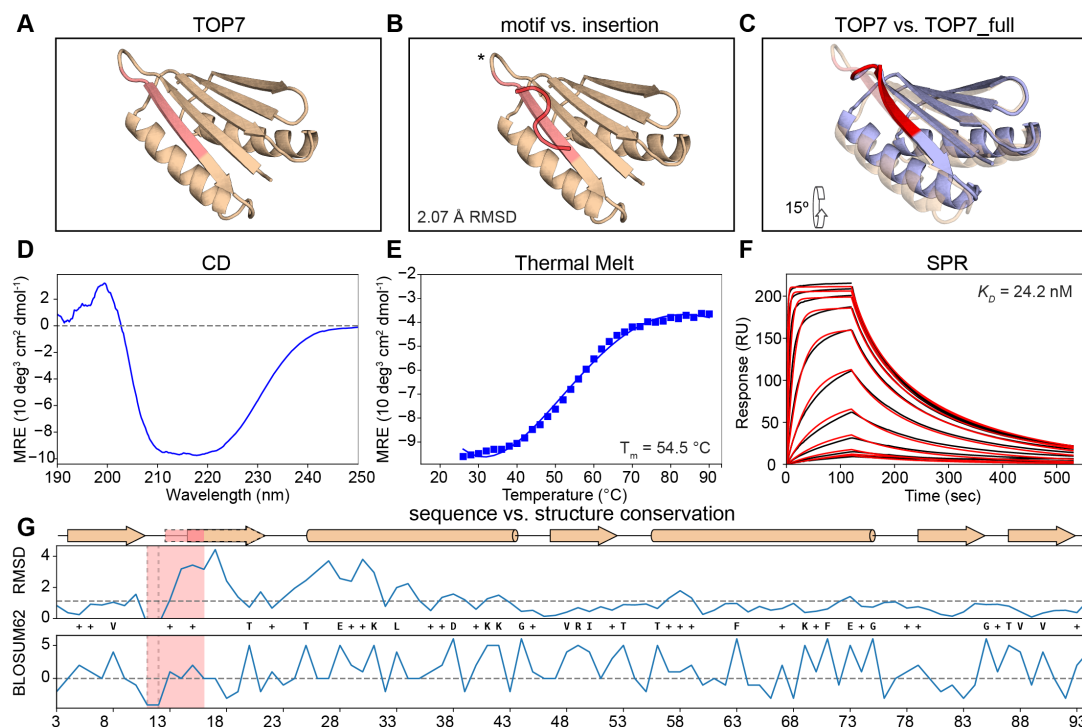 A
TOP7
B
motif vs. insertion
*
2.07 Å RMSD
C
TOP7 vs. TOP7_full
15º
D
CD
MRE (10 deg³ cm² dmol⁻¹)
2
0
−2
−4
−6
−8
−10
190
200
210
220
230
240
250
Wavelength (nm)
E
Thermal Melt
MRE (10 deg³ cm² dmol⁻¹)
−2
−3
−4
−5
−6
−7
−8
−9
20
30
40
50
60
70
80
90
Temperature (°C)
Tm = 54.5 °C
F
SPR
KD = 24.2 nM
Response (RU)
200
150
100
50
0
0
100
200
300
400
500
Time (sec)
G
sequence vs. structure conservation
RMSD
4
2
0
+ + V + + T + T E + + K L + + D + K K G + V R I + T T + + + F + K + F E + G + + G + T V V +
BLOSUM62
5
0
3 8 13 18 23 28 33 38 43 48 53 58 63 68 73 78 83 88 93